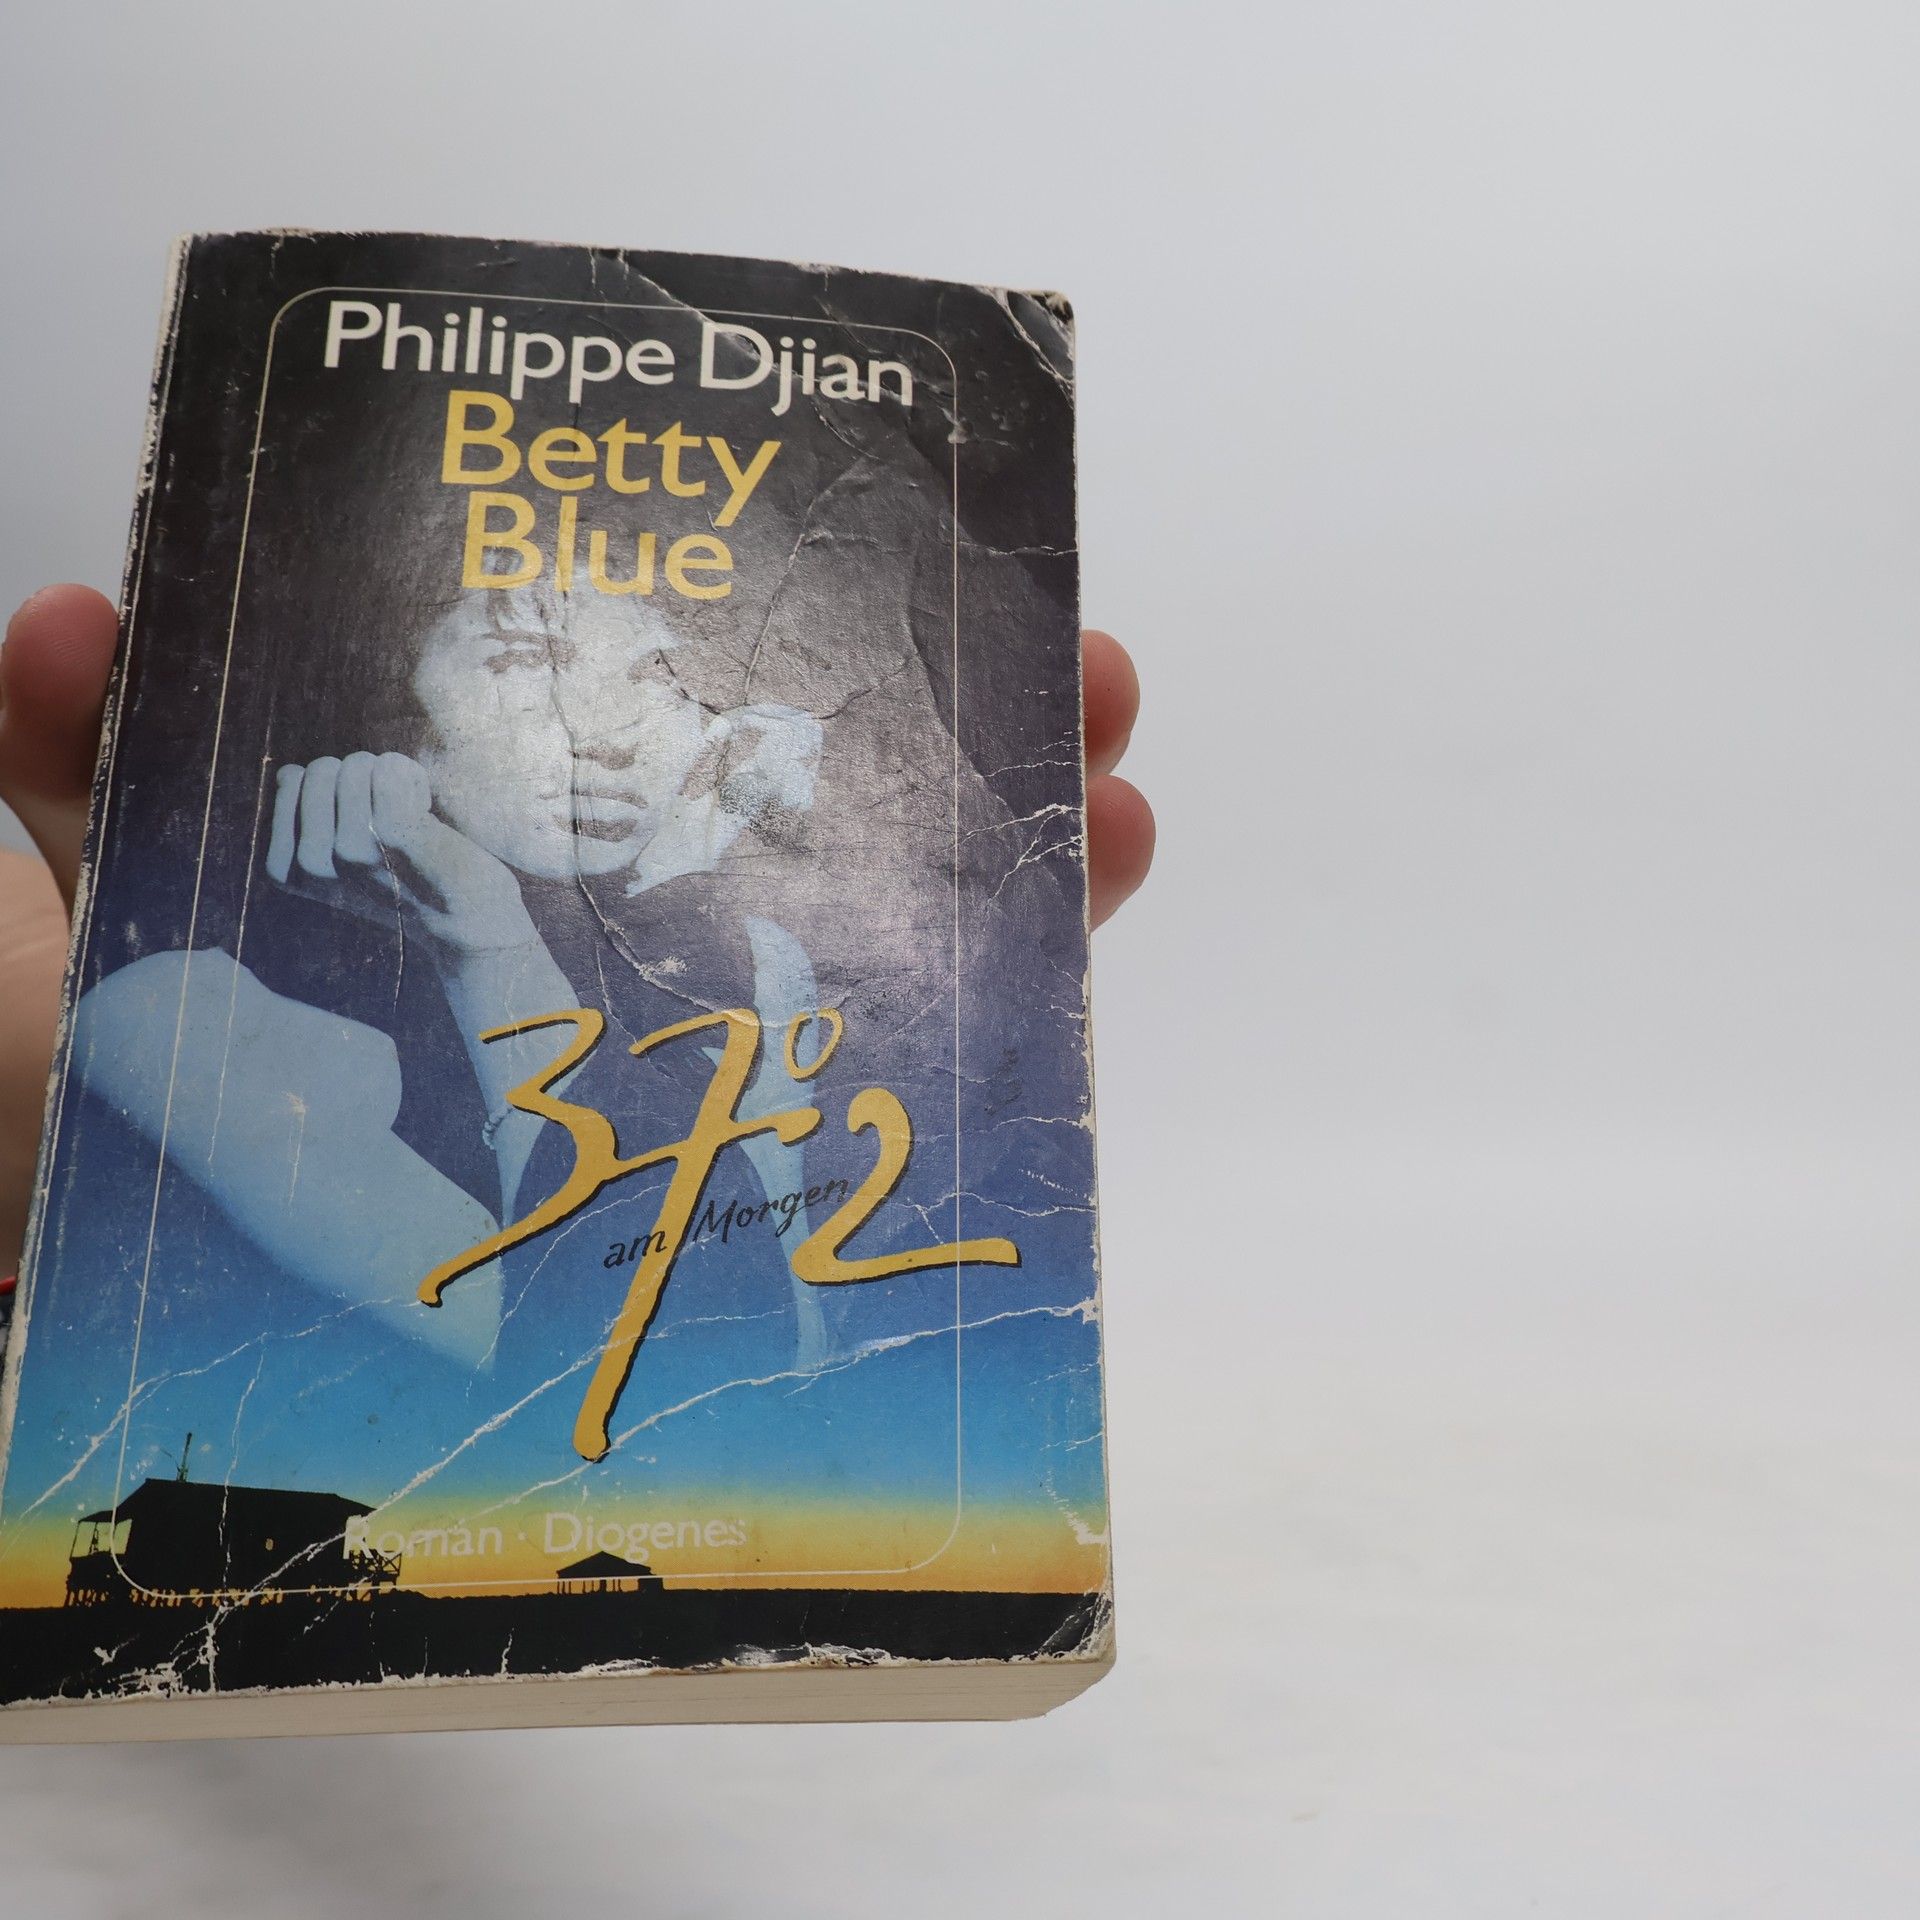 Philippe Djian
Betty
Blue
37°2
am Morgen
Roman · Diogenes